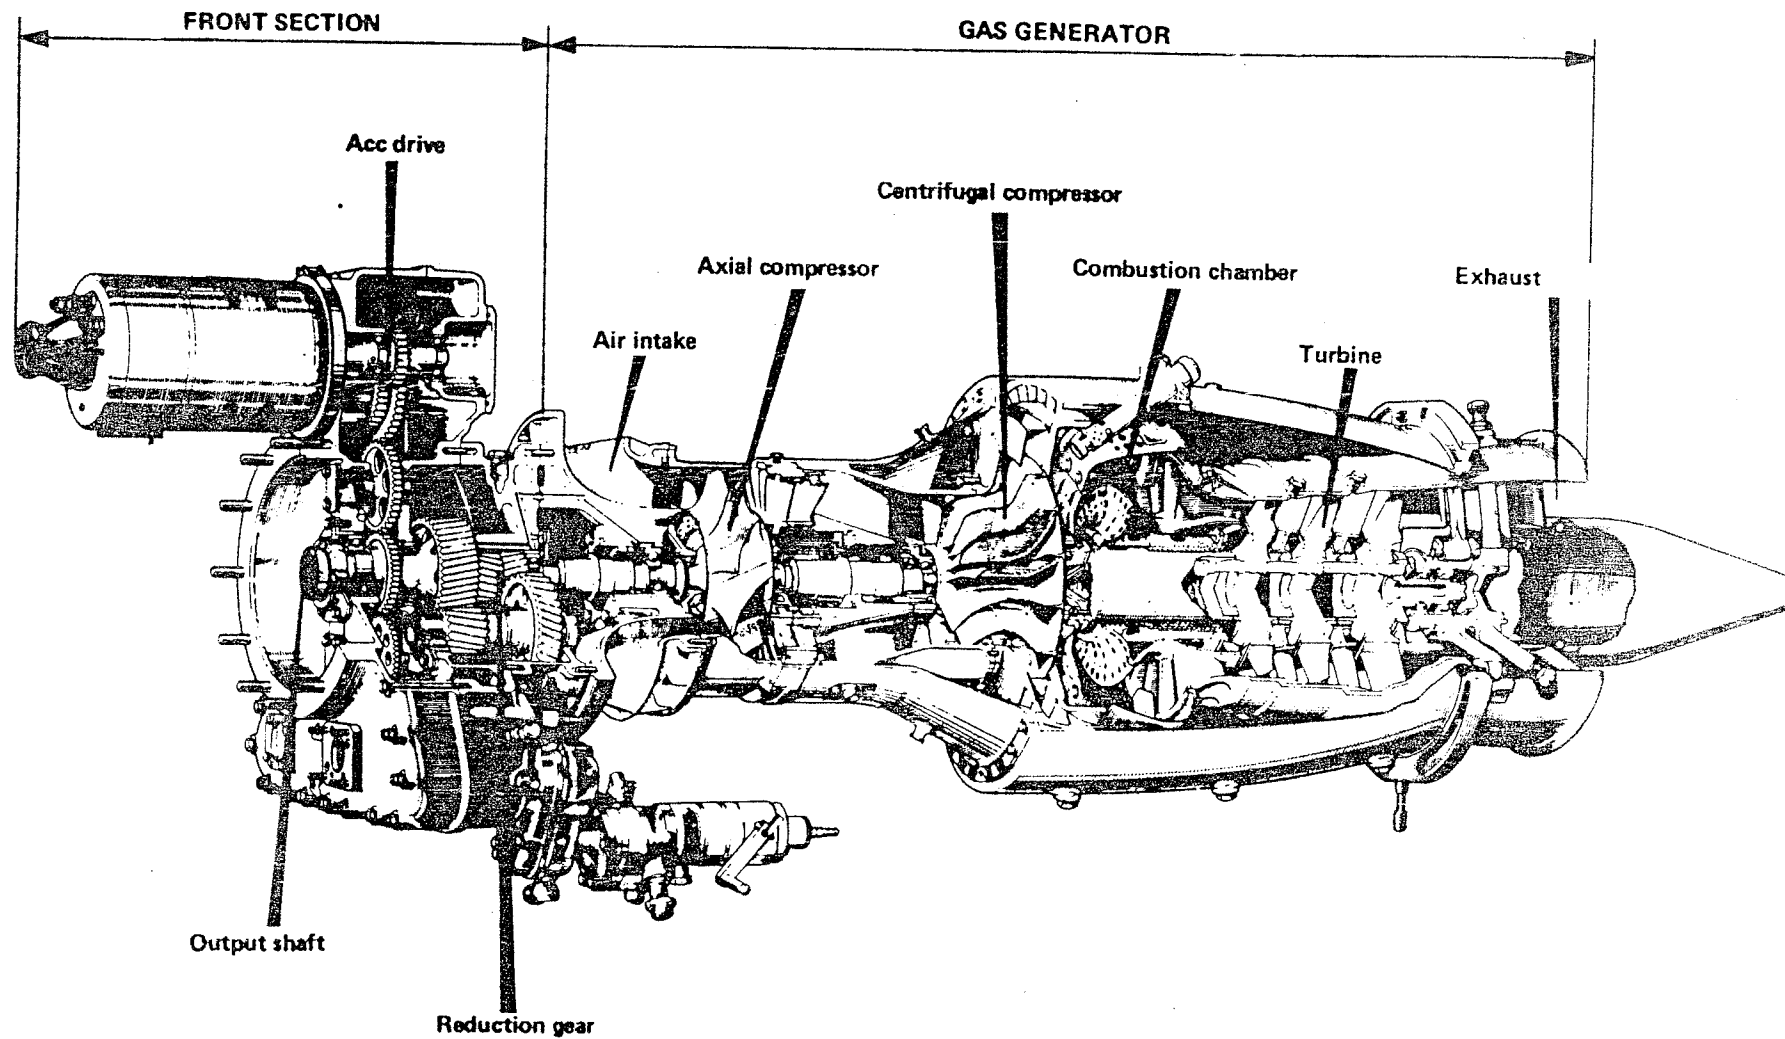 FRONT SECTION
GAS GENERATOR
Acc drive
Centrifugal compressor
Axial compressor
Combustion chamber
Exhaust
Air intake
Turbine
Output shaft
Reduction gear